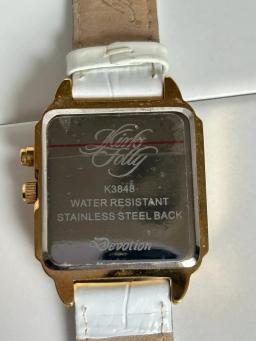 Kirks
Folly
K3848
WATER RESISTANT
STAINLESS STEEL BACK
Devotion